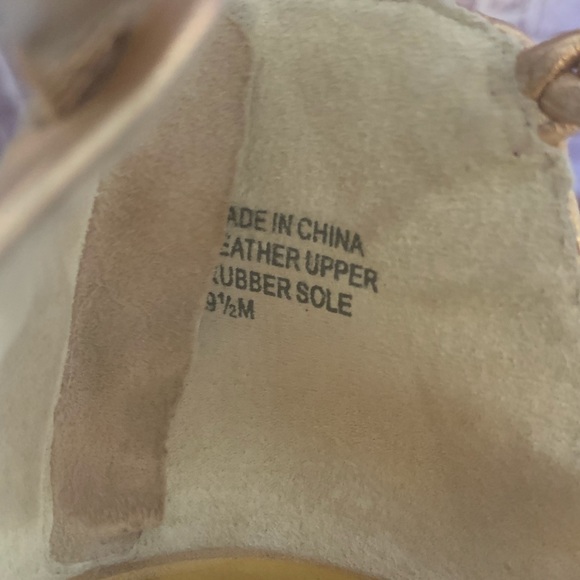 ADE IN CHINA
EATHER UPPER
RUBBER SOLE
9½M